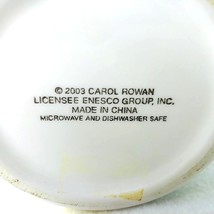 © 2003 CAROL ROWAN
LICENSEE ENESCO GROUP, INC.
MADE IN CHINA
MICROWAVE AND DISHWASHER SAFE